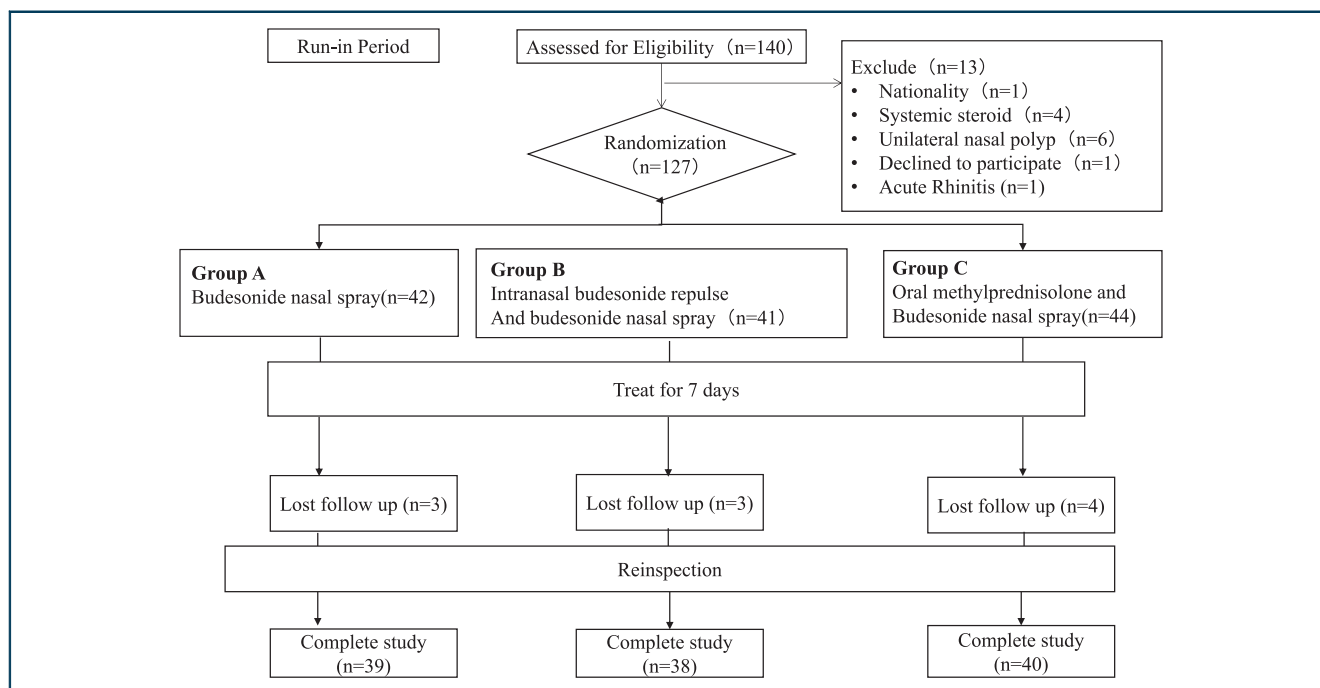 Run-in Period
Assessed for Eligibility（n=140）
Exclude（n=13）
• Nationality（n=1）
• Systemic steroid（n=4）
• Unilateral nasal polyp（n=6）
• Declined to participate（n=1）
• Acute Rhinitis (n=1)
Randomization
（n=127）
Group A
Budesonide nasal spray(n=42)
Group B
Intranasal budesonide repulse
And budesonide nasal spray（n=41）
Group C
Oral methylprednisolone and
Budesonide nasal spray(n=44)
Treat for 7 days
Lost follow up (n=3)
Lost follow up (n=3)
Lost follow up (n=4)
Reinspection
Complete study
(n=39)
Complete study
(n=38)
Complete study
(n=40)